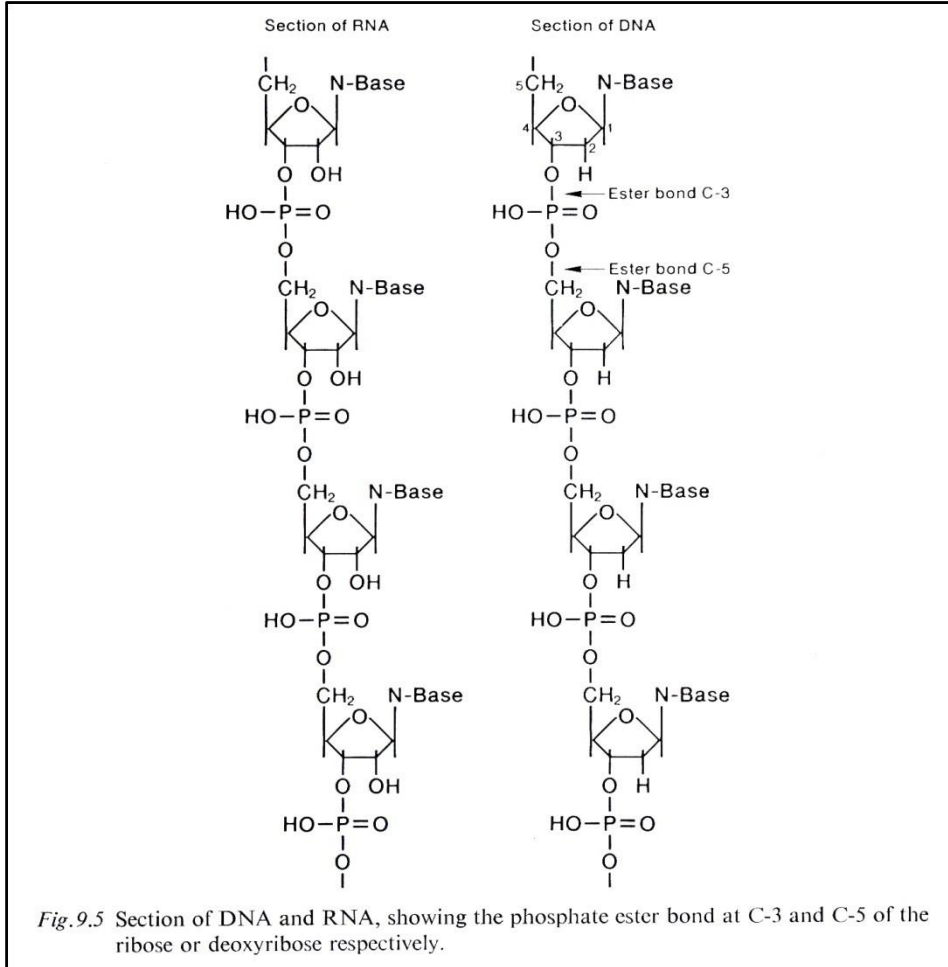 Section of RNA
Section of DNA
CH2 N-Base
5CH2 N-Base
O
O
4 3 2 1
O OH
O H
Ester bond C-3
HO-P=O
HO-P=O
O
O
Ester bond C-5
CH2 N-Base
CH2 N-Base
O
O
O OH
O H
HO-P=O
HO-P=O
O
O
CH2 N-Base
CH2 N-Base
O
O
O OH
O H
HO-P=O
HO-P=O
O
O
CH2 N-Base
CH2 N-Base
O
O
O OH
O H
HO-P=O
HO-P=O
O
O
Fig.9.5 Section of DNA and RNA, showing the phosphate ester bond at C-3 and C-5 of the
ribose or deoxyribose respectively.